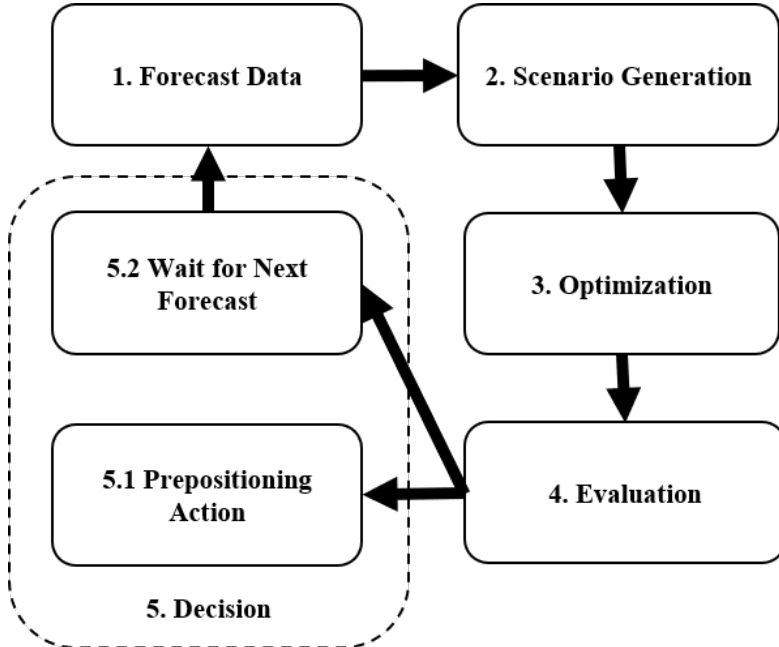 1. Forecast Data
2. Scenario Generation
3. Optimization
4. Evaluation
5.2 Wait for Next
Forecast
5.1 Prepositioning
Action
5. Decision